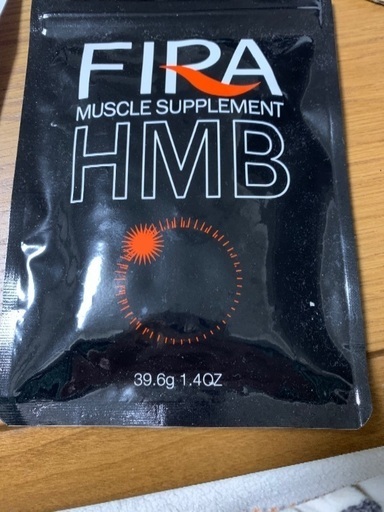 FIRA
MUSCLE SUPPLEMENT
HMB
39.6g 1.4OZ